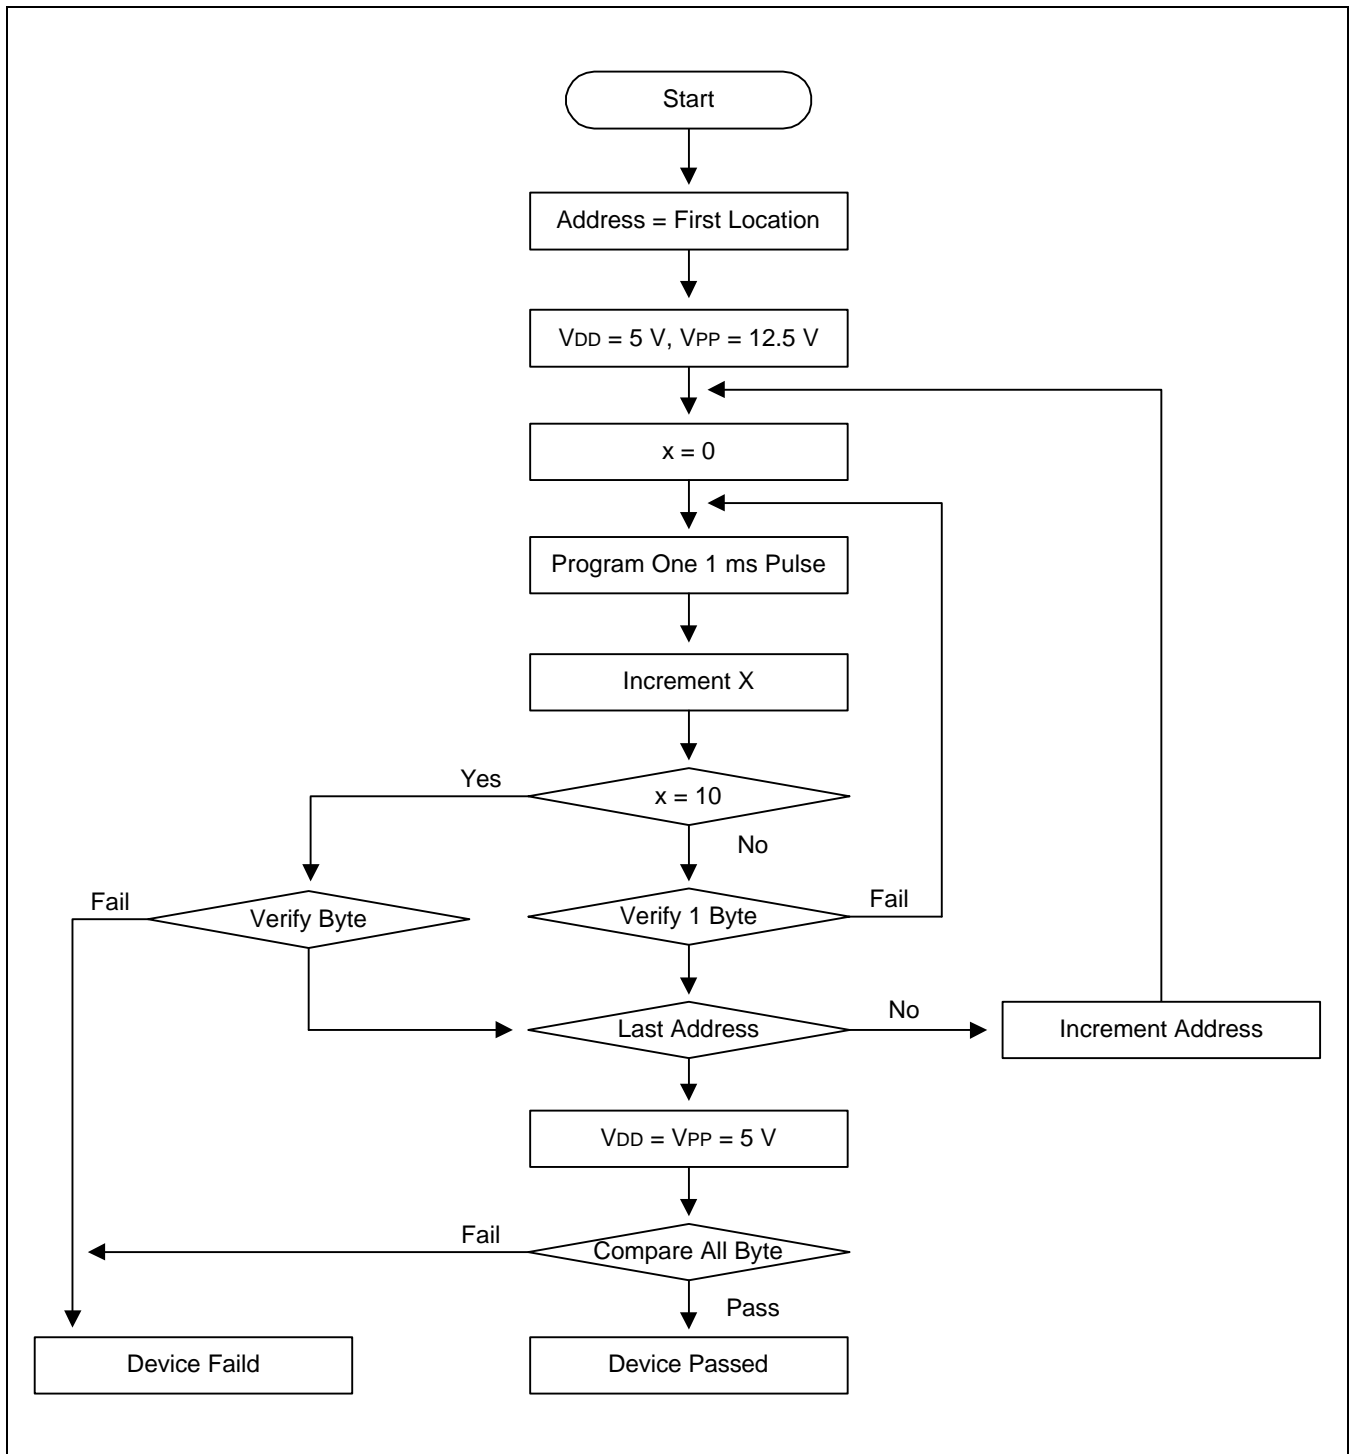 Start
Address = First Location
VDD = 5 V, VPP = 12.5 V
x = 0
Program One 1 ms Pulse
Increment X
Yes
x = 10
No
Fail
Verify Byte
Verify 1 Byte
Fail
Last Address
No
Increment Address
VDD = VPP = 5 V
Fail
Compare All Byte
Pass
Device Faild
Device Passed